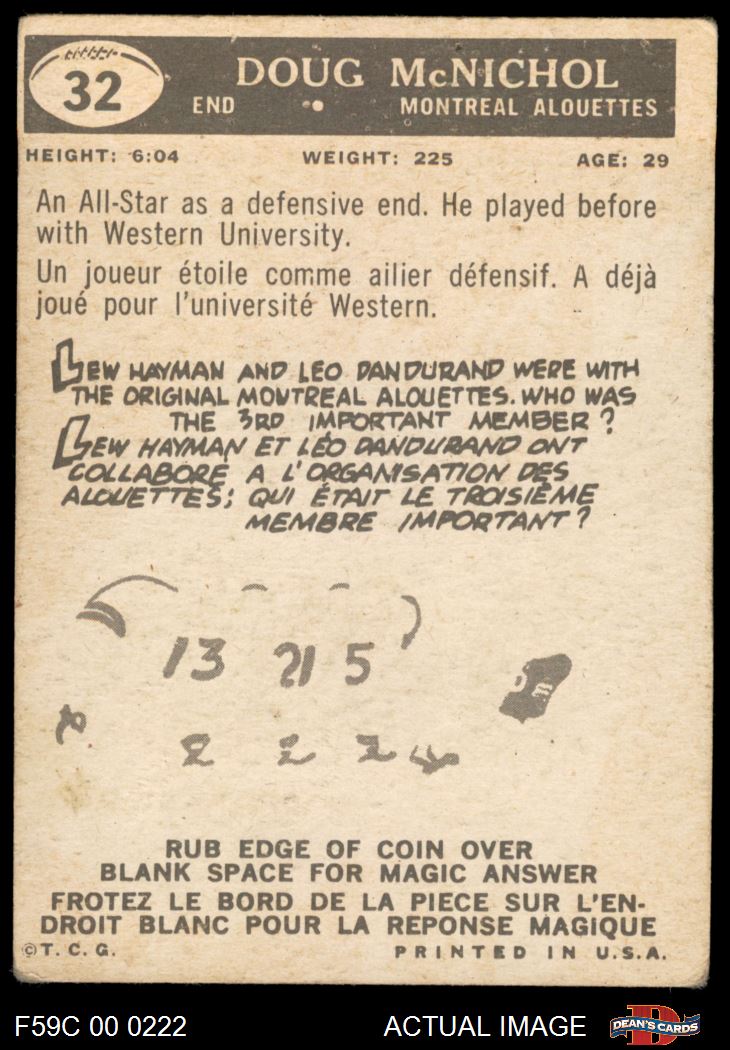 32
DOUG McNICHOL
END
MONTREAL ALOUETTES
HEIGHT: 6:04 WEIGHT: 225 AGE: 29
An All-Star as a defensive end. He played before
with Western University.
Un joueur étoile comme ailier défensif. A déjà
joué pour l'université Western.
LEW HAYMAN AND LEO DANDURAND WERE WITH
THE ORIGINAL MONTREAL ALOUETTES. WHO WAS
THE 3RD IMPORTANT MEMBER?
LEW HAYMAN ET LÉO DANDURAND ONT
COLLABORÉ A L'ORGANISATION DES
ALOUETTES; QUI ÉTAIT LE TROISIÈME
MEMBRE IMPORTANT?
13 21 5
2 2 2
RUB EDGE OF COIN OVER
BLANK SPACE FOR MAGIC ANSWER
FROTEZ LE BORD DE LA PIECE SUR L'EN-
DROIT BLANC POUR LA REPONSE MAGIQUE
©T. C. G. PRINTED IN U.S.A.
F59C 00 0222 ACTUAL IMAGE DEAN'S CARDS